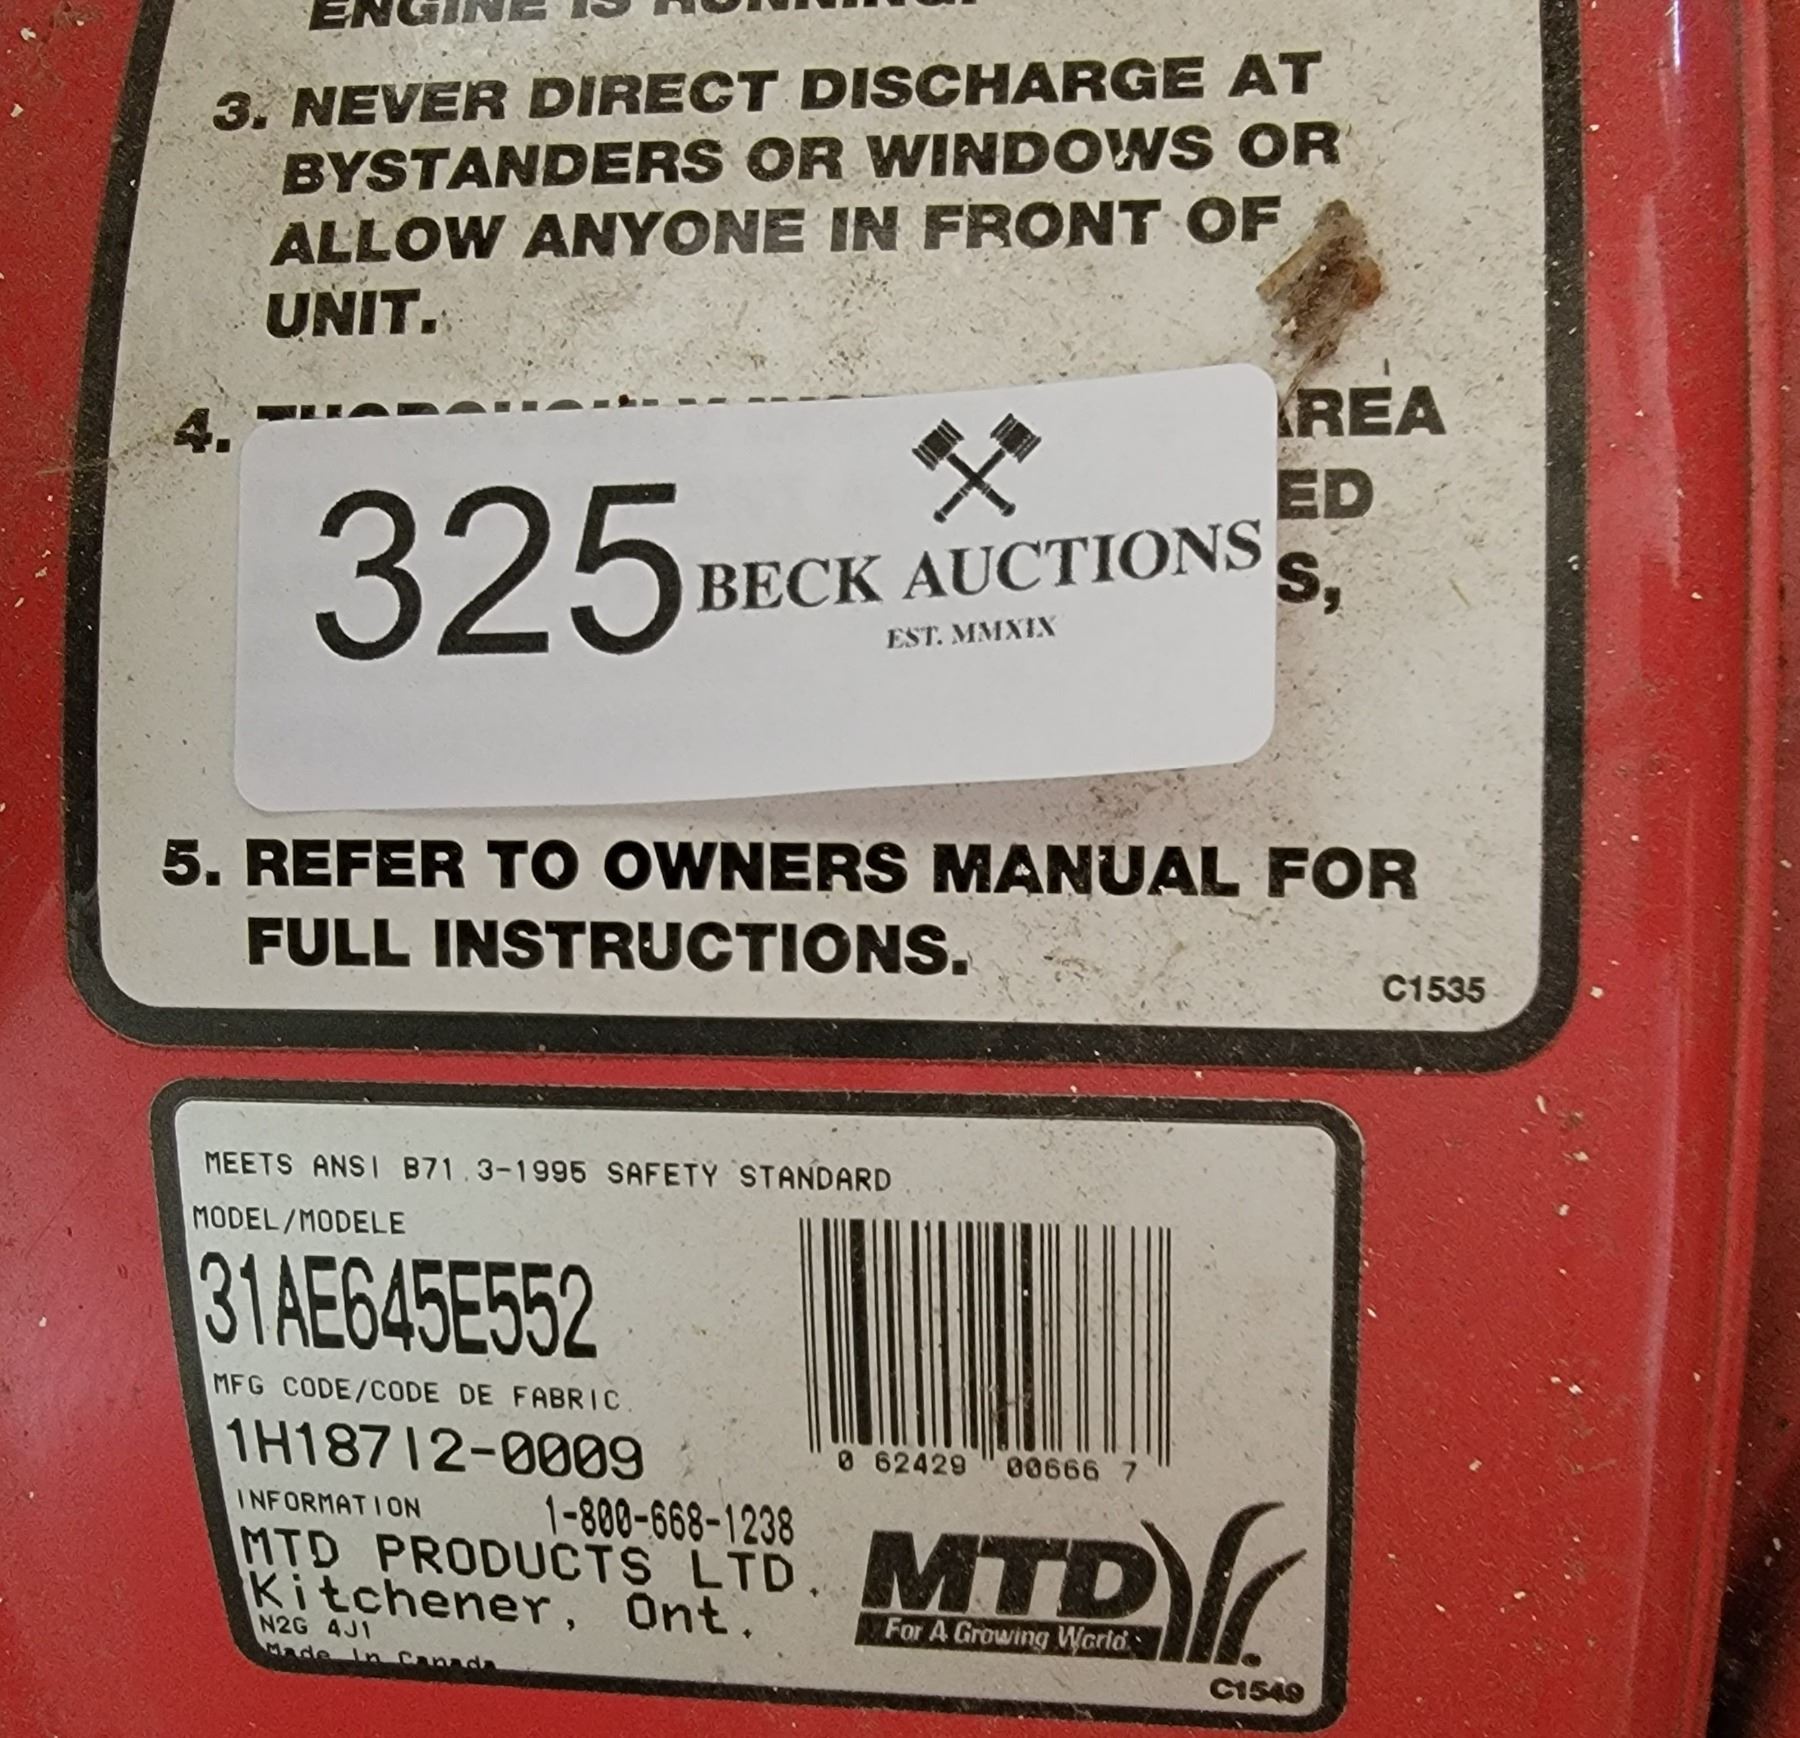 ENGINE IS RUNNING.
3. NEVER DIRECT DISCHARGE AT
BYSTANDERS OR WINDOWS OR
ALLOW ANYONE IN FRONT OF
UNIT.
4.
ED
S,
325 BECK AUCTIONS
EST. MMXIX
5. REFER TO OWNERS MANUAL FOR
FULL INSTRUCTIONS.
C1535
MEETS ANSI B71.3-1995 SAFETY STANDARD
MODEL/MODELE
31AE645E552
MFG CODE/CODE DE FABRIC.
1H18712-0009
0 62429 00666 7
INFORMATION 1-800-668-1238
MTD PRODUCTS LTD.
Kitchener, Ont.
N2G 4J1
Made In Canada
MTD
For A Growing World.
C1549